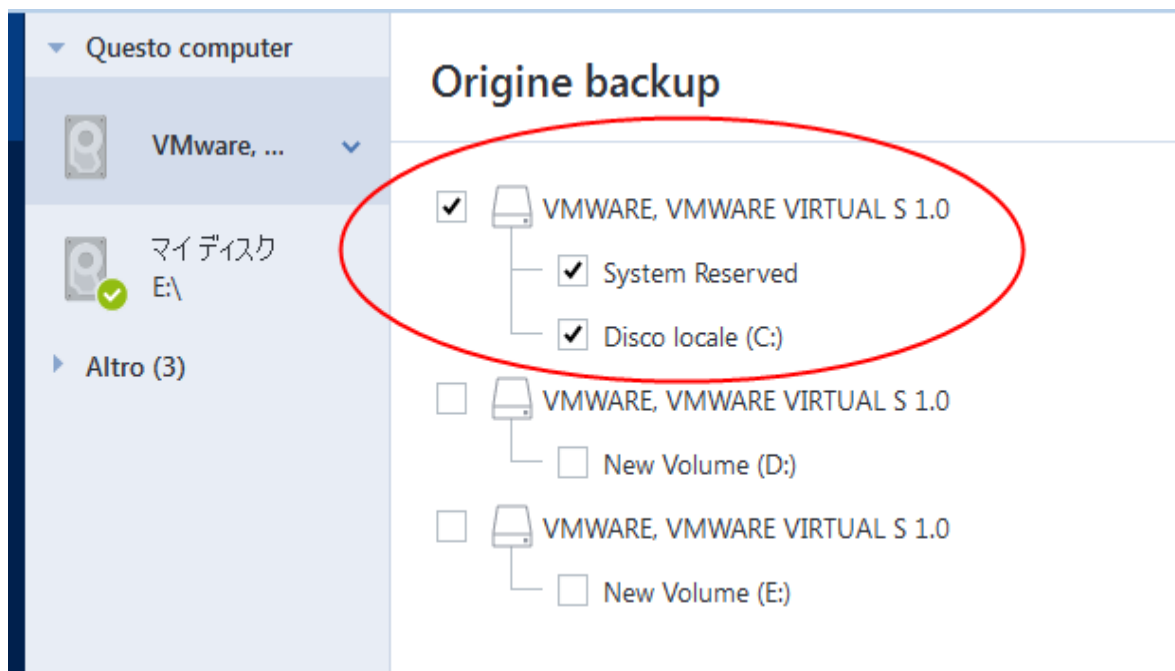 Questo computer
VMware, ...
マイ ディスク
E:\
Altro (3)
Origine backup
VMWARE, VMWARE VIRTUAL S 1.0
System Reserved
Disco locale (C:)
VMWARE, VMWARE VIRTUAL S 1.0
New Volume (D:)
VMWARE, VMWARE VIRTUAL S 1.0
New Volume (E:)